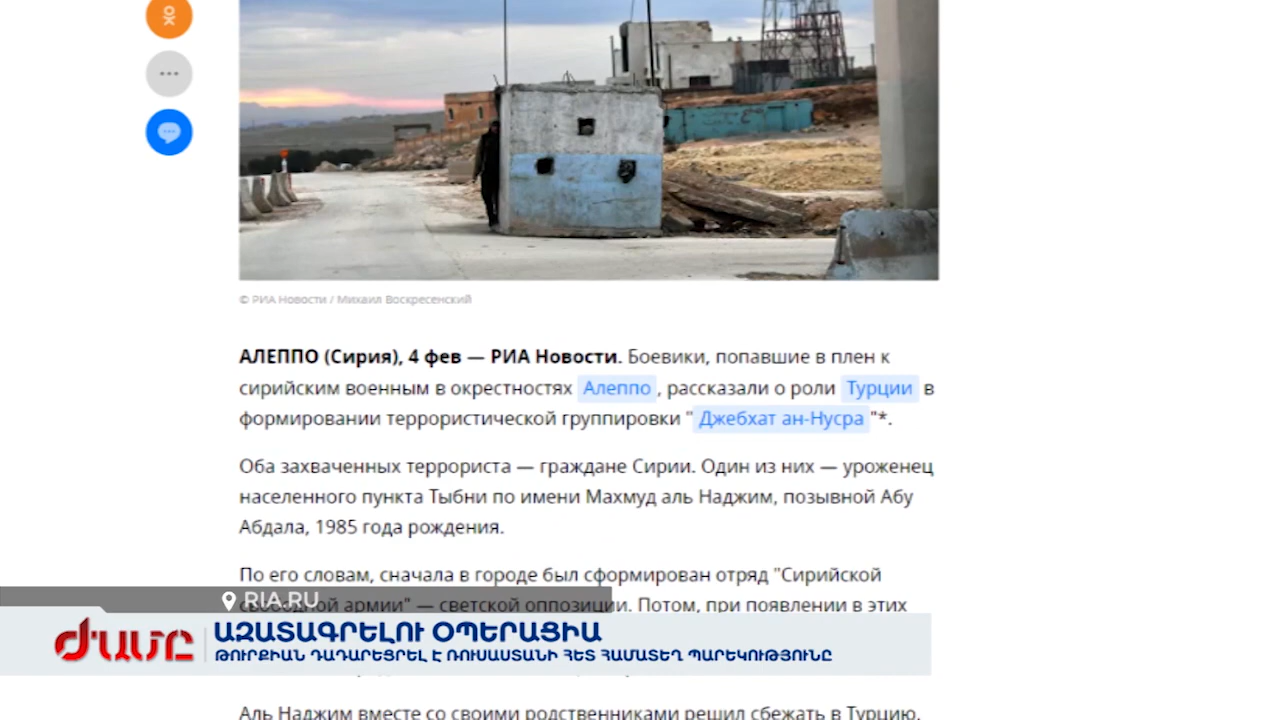 © РИА Новости / Михаил Воскресенский
АЛЕППО (Сирия), 4 фев — РИА Новости. Боевики, попавшие в плен к
сирийским военным в окрестностях Алеппо, рассказали о роли Турции в
формировании террористической группировки "Джебхат ан-Нусра"*.
Оба захваченных террориста — граждане Сирии. Один из них — уроженец
населенного пункта Тыбни по имени Махмуд аль Наджим, позывной Абу
Абдала, 1985 года рождения.
По его словам, сначала в городе был сформирован отряд "Сирийской
свободной армии" — светской оппозиции. Потом, при появлении в этих
RIA.RU
ԺԱՄԸ
ԱԶԱՏԱԳՐԵԼՈՒ ՕՊԵՐԱՑԻԱ
ԹՈՒՐՔԻԱՆ ԴԱԴԱՐԵՑՐԵԼ Է ՌՈՒՍԱՍՏԱՆԻ ՀԵՏ ՀԱՄԱՏԵՂ ՊԱՐԵԿՈՒԹՅՈՒՆԸ
Аль Наджим вместе со своими родственниками решил сбежать в Турцию.